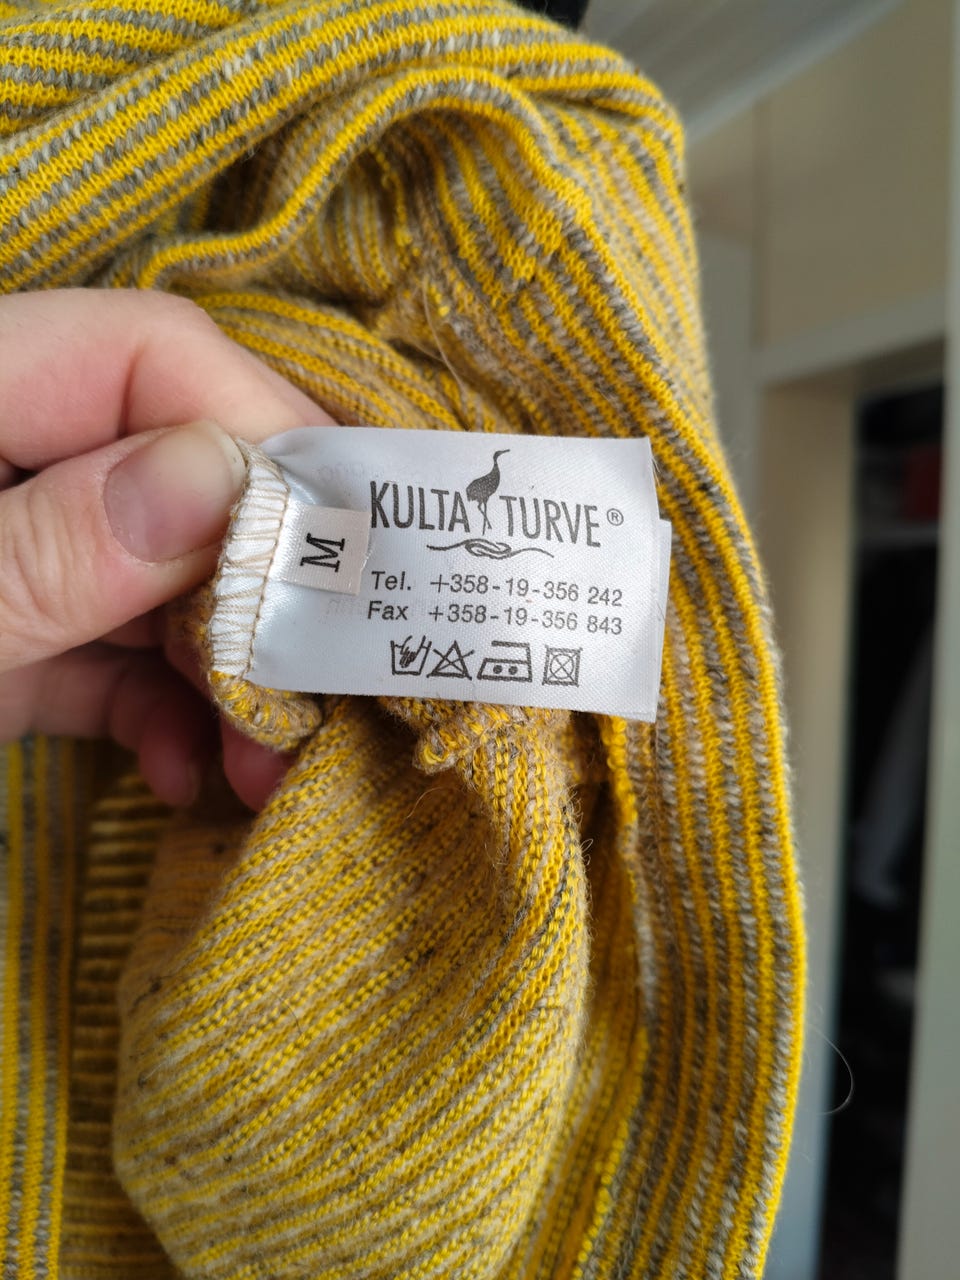 KULTA TURVE®
M
Tel. +358-19-356 242
Fax +358-19-356 843